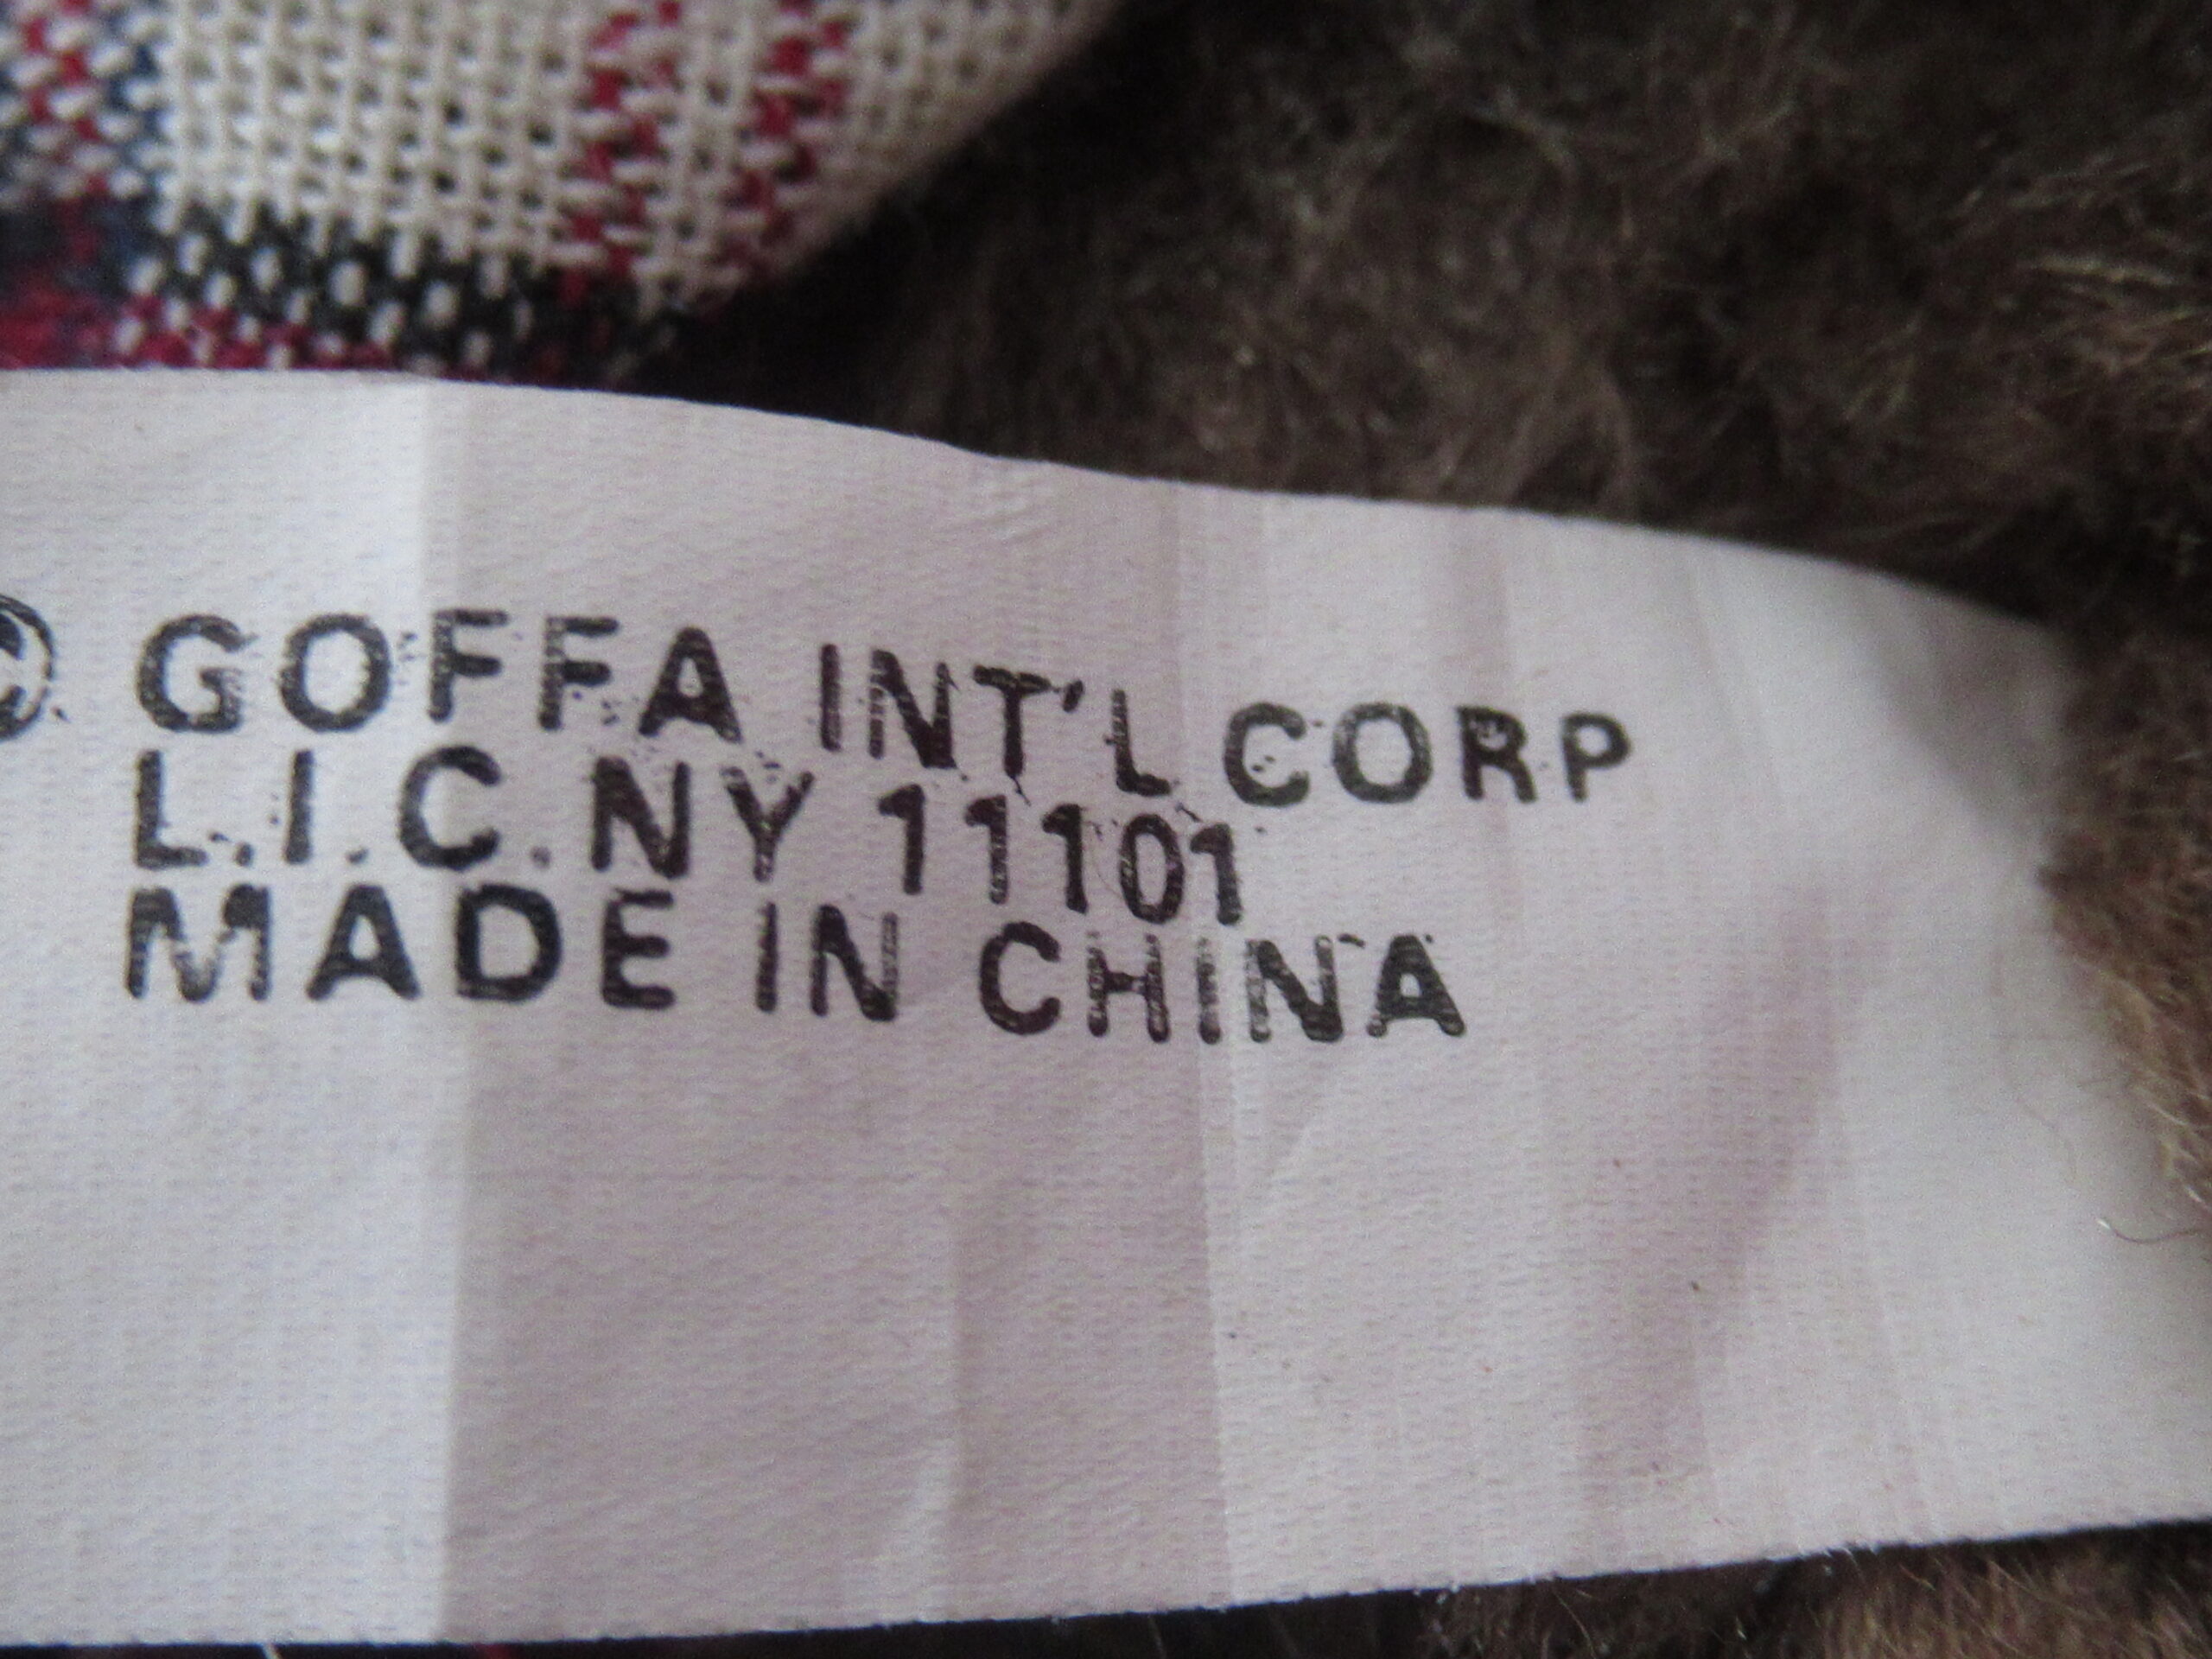 © GOFFA INT'L CORP
L.I.C. NY 11101
MADE IN CHINA